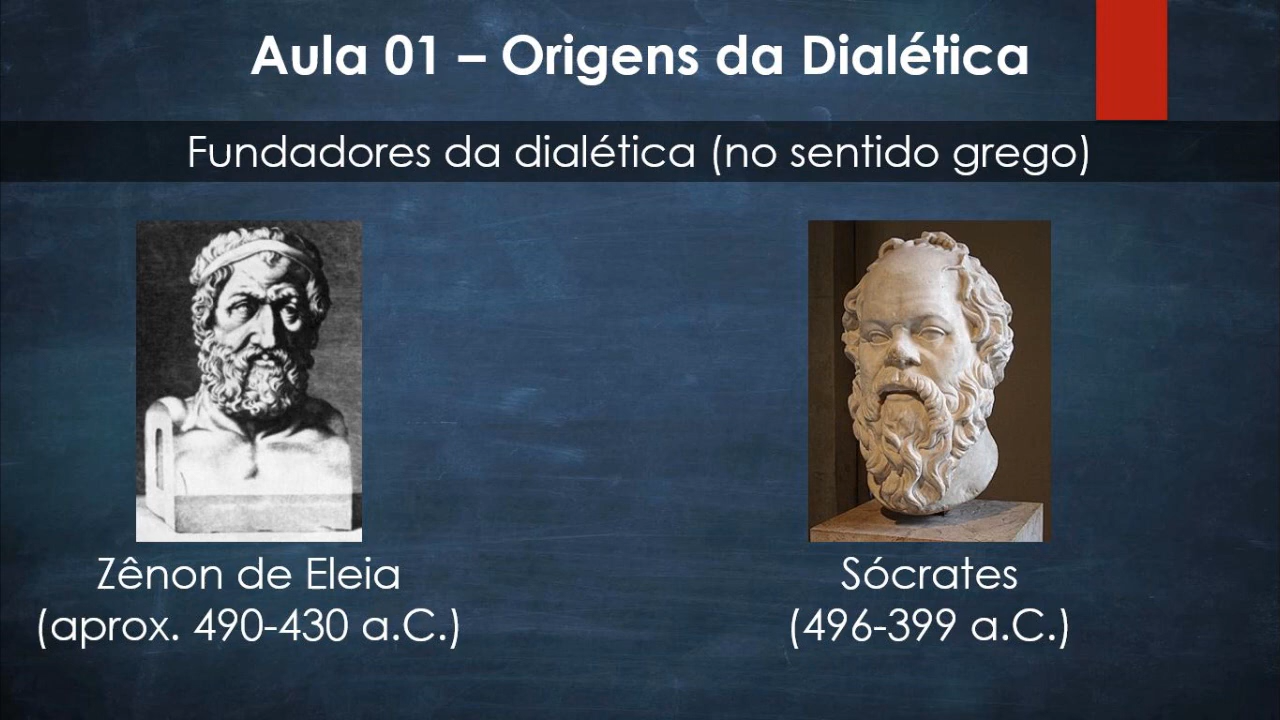 Aula 01 – Origens da Dialética
Fundadores da dialética (no sentido grego)
Zênon de Eleia
(aprox. 490-430 a.C.)
Sócrates
(496-399 a.C.)